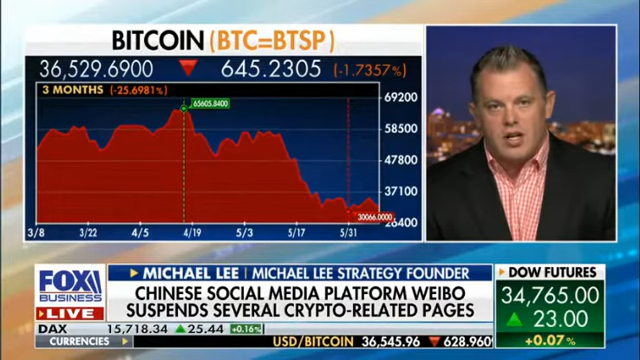 BITCOIN (BTC=BTSP)
36,529.6900 ▼ 645.2305 (-1.7357%)
3 MONTHS (-25.6981%)
65605.8400
69200
58500
47800
37100
26400
30066.0000
3/8 3/22 4/5 4/19 5/3 5/17 5/31
FOX
BUSINESS
LIVE
MICHAEL LEE | MICHAEL LEE STRATEGY FOUNDER
CHINESE SOCIAL MEDIA PLATFORM WEIBO
SUSPENDS SEVERAL CRYPTO-RELATED PAGES
DOW FUTURES
34,765.00
▲ 23.00
+0.07%
DAX 15,718.34 ▲ 25.44 +0.16%
CURRENCIES USD/BITCOIN 36,545.96 ▼ -628.9609